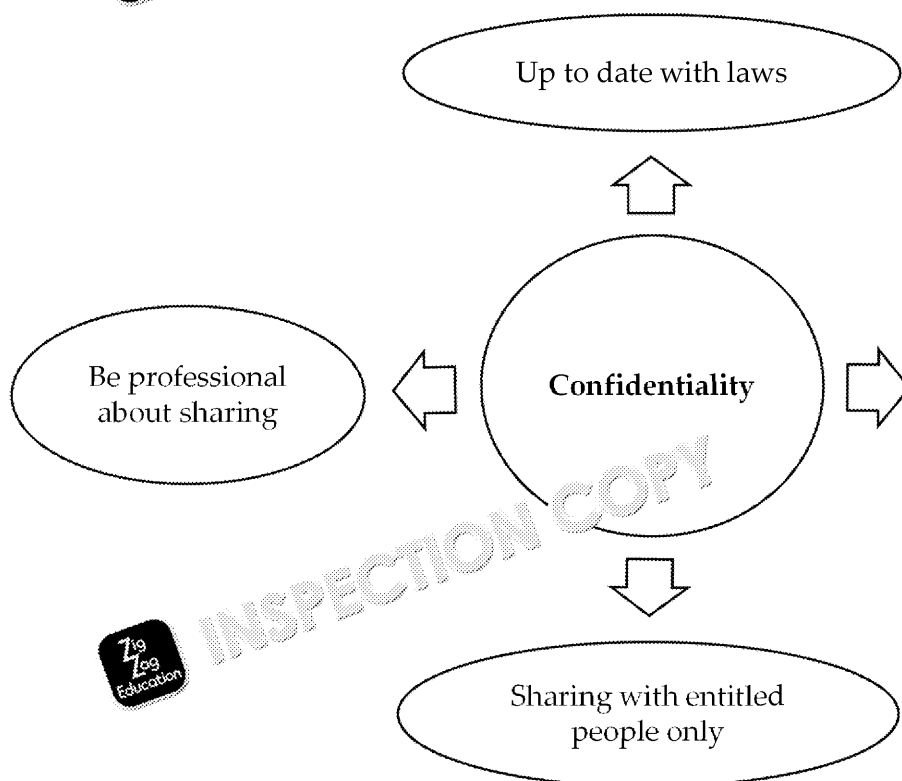 Up to date with laws
Be professional
about sharing
Confidentiality
INSPECTION COPY
Zig
Zag
Education
Sharing with entitled
people only